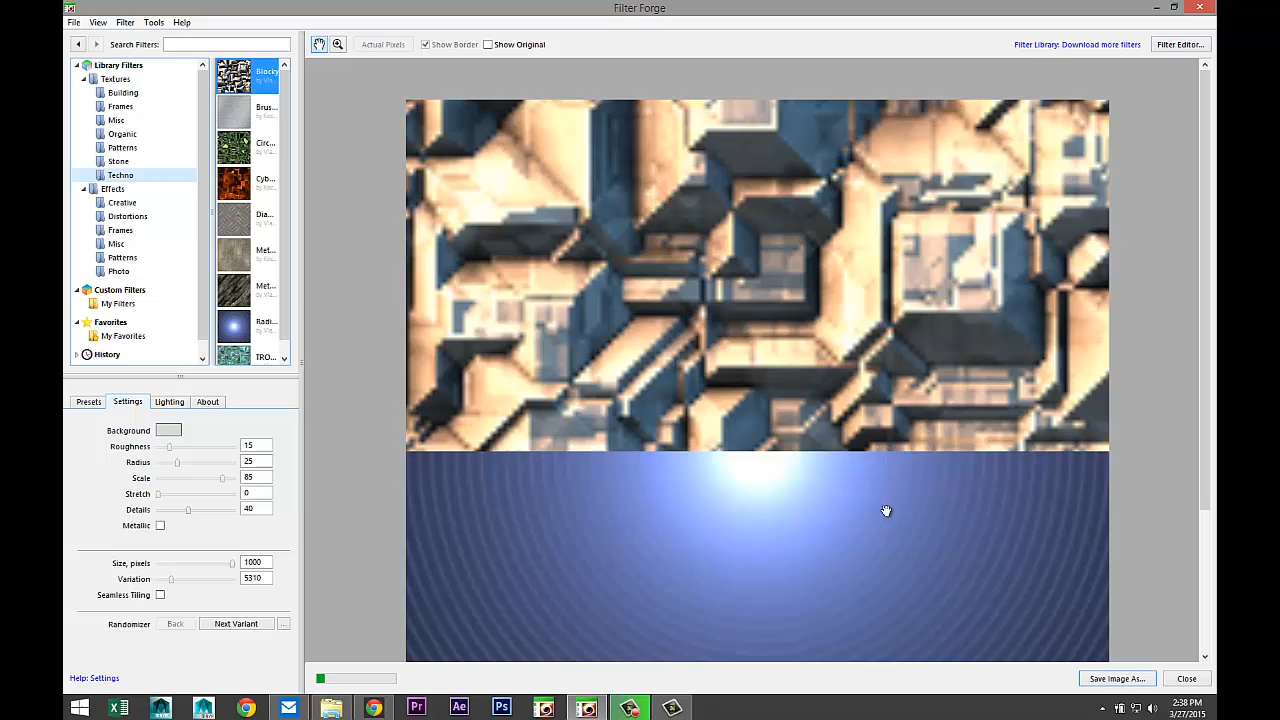 Filter Forge
File View Filter Tools Help
Search Filters:
Actual Pixels Show Border Show Original
Filter Library: Download more filters Filter Editor...
Library Filters
Textures
Building
Frames
Misc
Organic
Patterns
Stone
Techno
Effects
Creative
Distortions
Frames
Misc
Patterns
Photo
Custom Filters
My Filters
Favorites
My Favorites
History
Blocky
Brus...
Circ...
Cyb...
Dia...
Met...
Met...
Radi...
TRO...
Presets Settings Lighting About
Background
Roughness 15
Radius 25
Scale 85
Stretch 0
Details 40
Metallic
Size, pixels 1000
Variation 5310
Seamless Tiling
Randomizer Back Next Variant ...
Help: Settings
Save Image As... Close
Pr Ae Ps
2:38 PM
3/27/2015